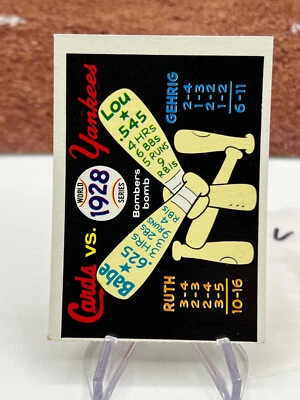 Cards vs. Yankees
WORLD
1928
SERIES
Bombers
bomb
Babe
.625
3 HRS
3 2BS
9 RUNS
4 RBIs
Lou
.545
4 HRS
6 BBS
5 RUNS
9 RBIs
RUTH
3-4
2-3
2-4
3-5
10-16
GEHRIG
2-4
1-3
2-2
1-2
6-11